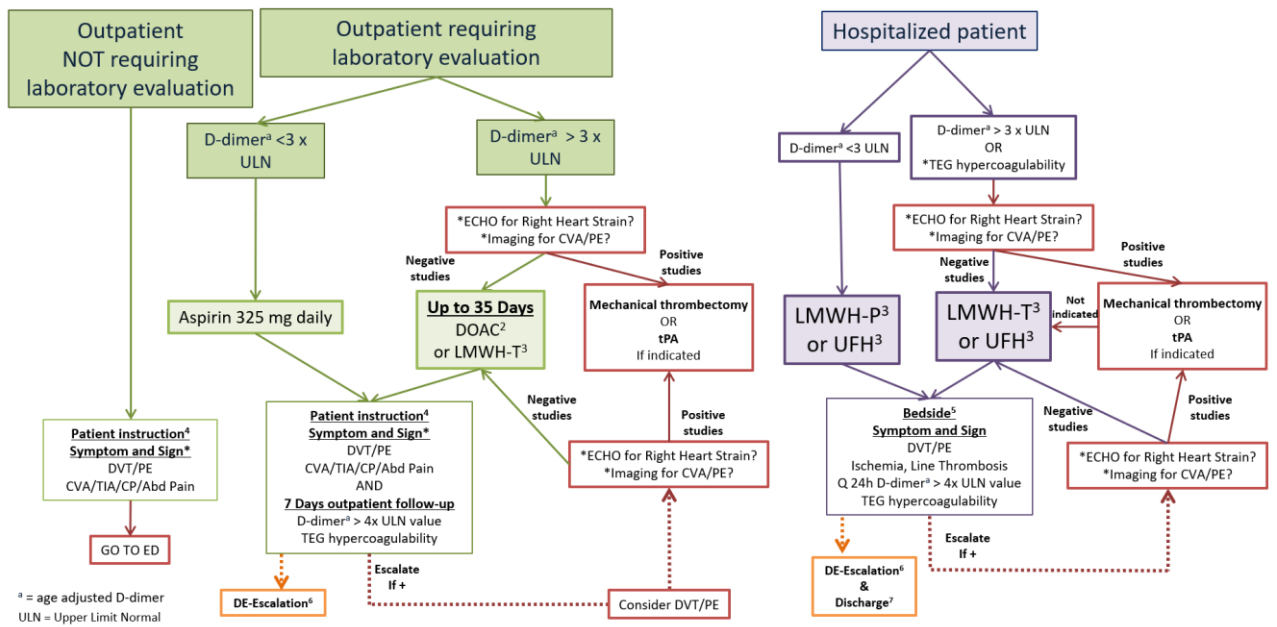 Outpatient
NOT requiring
laboratory evaluation
Outpatient requiring
laboratory evaluation
D-dimerᵃ <3 x
ULN
D-dimerᵃ > 3 x
ULN
*ECHO for Right Heart Strain?
*Imaging for CVA/PE?
Negative
studies
Positive
studies
Aspirin 325 mg daily
Up to 35 Days
DOAC²
or LMWH-T³
Mechanical thrombectomy
OR
tPA
If indicated
Patient instruction⁴
Symptom and Sign*
DVT/PE
CVA/TIA/CP/Abd Pain
GO TO ED
Patient instruction⁴
Symptom and Sign*
DVT/PE
CVA/TIA/CP/Abd Pain
AND
7 Days outpatient follow-up
D-dimerᵃ > 4x ULN value
TEG hypercoagulability
Negative
studies
Positive
studies
*ECHO for Right Heart Strain?
*Imaging for CVA/PE?
Escalate
If +
DE-Escalation⁶
Consider DVT/PE
ᵃ = age adjusted D-dimer
ULN = Upper Limit Normal
Hospitalized patient
D-dimerᵃ <3 ULN
D-dimerᵃ > 3 x ULN
OR
*TEG hypercoagulability
*ECHO for Right Heart Strain?
*Imaging for CVA/PE?
Negative
studies
Positive
studies
LMWH-P³
or UFH³
LMWH-T³
or UFH³
Not
indicated
Mechanical thrombectomy
OR
tPA
If indicated
Bedside⁵
Symptom and Sign
DVT/PE
Ischemia, Line Thrombosis
Q 24h D-dimerᵃ > 4x ULN value
TEG hypercoagulability
Negative
studies
Positive
studies
*ECHO for Right Heart Strain?
*Imaging for CVA/PE?
Escalate
If +
DE-Escalation⁶
&
Discharge⁷